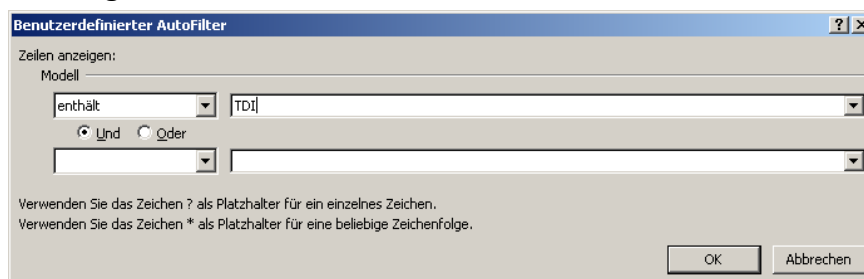 Benutzerdefinierter AutoFilter
Zeilen anzeigen:
Modell
enthält TDI
Und Oder
Verwenden Sie das Zeichen ? als Platzhalter für ein einzelnes Zeichen.
Verwenden Sie das Zeichen * als Platzhalter für eine beliebige Zeichenfolge.
OK Abbrechen